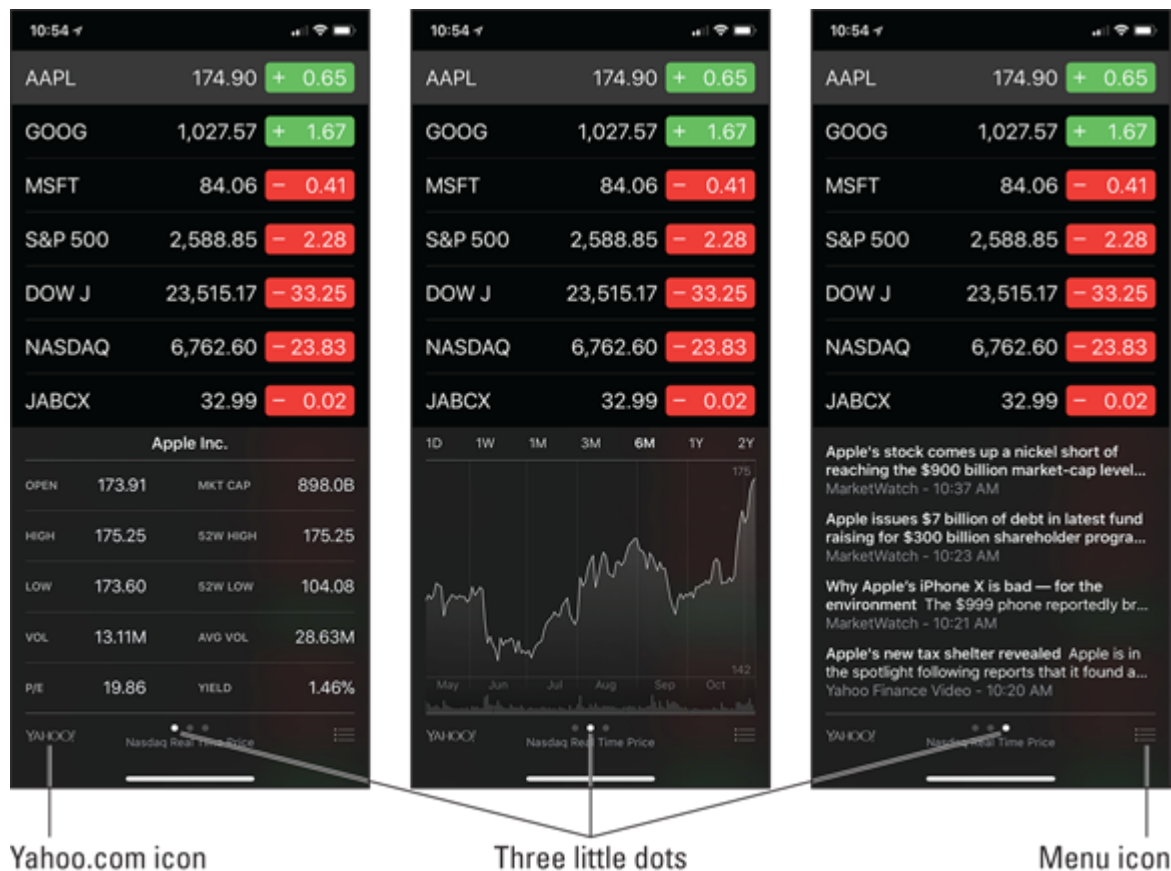 10:54
AAPL 174.90 + 0.65
GOOG 1,027.57 + 1.67
MSFT 84.06 − 0.41
S&P 500 2,588.85 − 2.28
DOW J 23,515.17 − 33.25
NASDAQ 6,762.60 − 23.83
JABCX 32.99 − 0.02
Apple Inc.
OPEN 173.91 MKT CAP 898.0B
HIGH 175.25 52W HIGH 175.25
LOW 173.60 52W LOW 104.08
VOL 13.11M AVG VOL 28.63M
P/E 19.86 YIELD 1.46%
YAHOO!
Nasdaq Real Time Price
10:54
AAPL 174.90 + 0.65
GOOG 1,027.57 + 1.67
MSFT 84.06 − 0.41
S&P 500 2,588.85 − 2.28
DOW J 23,515.17 − 33.25
NASDAQ 6,762.60 − 23.83
JABCX 32.99 − 0.02
1D 1W 1M 3M 6M 1Y 2Y
175
142
May Jun Jul Aug Sep Oct
YAHOO!
Nasdaq Real Time Price
10:54
AAPL 174.90 + 0.65
GOOG 1,027.57 + 1.67
MSFT 84.06 − 0.41
S&P 500 2,588.85 − 2.28
DOW J 23,515.17 − 33.25
NASDAQ 6,762.60 − 23.83
JABCX 32.99 − 0.02
Apple's stock comes up a nickel short of
reaching the $900 billion market-cap level...
MarketWatch - 10:37 AM
Apple issues $7 billion of debt in latest fund
raising for $300 billion shareholder progra...
MarketWatch - 10:23 AM
Why Apple's iPhone X is bad — for the
environment The $999 phone reportedly br...
MarketWatch - 10:21 AM
Apple's new tax shelter revealed Apple is in
the spotlight following reports that it found a...
Yahoo Finance Video - 10:20 AM
YAHOO!
Nasdaq Real Time Price
Yahoo.com icon
Three little dots
Menu icon